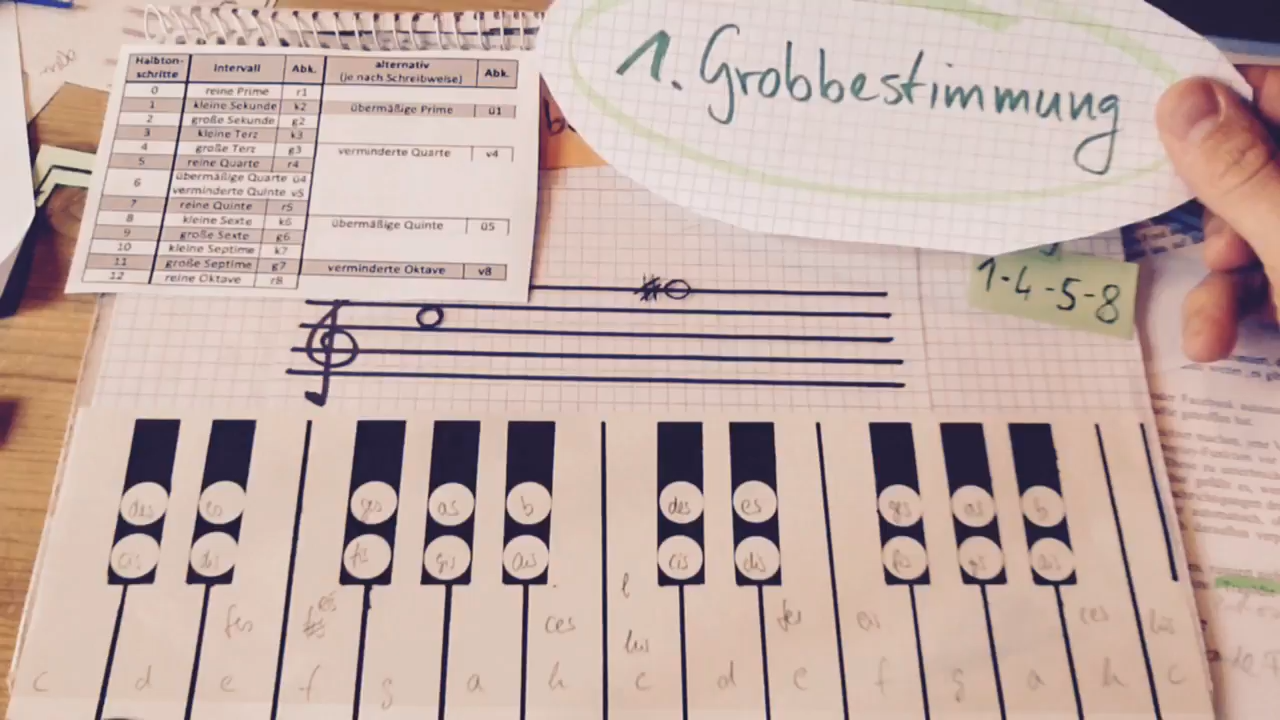 1. Grobbestimmung
Halbton-schritte Intervall Abk. alternativ (je nach Schreibweise) Abk.
0 reine Prime r1
1 kleine Sekunde k2 übermäßige Prime ü1
2 große Sekunde g2
3 kleine Terz k3
4 große Terz g3 verminderte Quarte v4
5 reine Quarte r4
6 übermäßige Quarte ü4
verminderte Quinte v5
7 reine Quinte r5
8 kleine Sexte k6 übermäßige Quinte ü5
9 große Sexte g6
10 kleine Septime k7
11 große Septime g7 verminderte Oktave v8
12 reine Oktave r8
1-4-5-8
des es ges as b des es ges as b
cis dis fis gis ais cis dis fis gis ais
fes eis ces his fes eis ces his
c d e f g a h c d e f g a h c